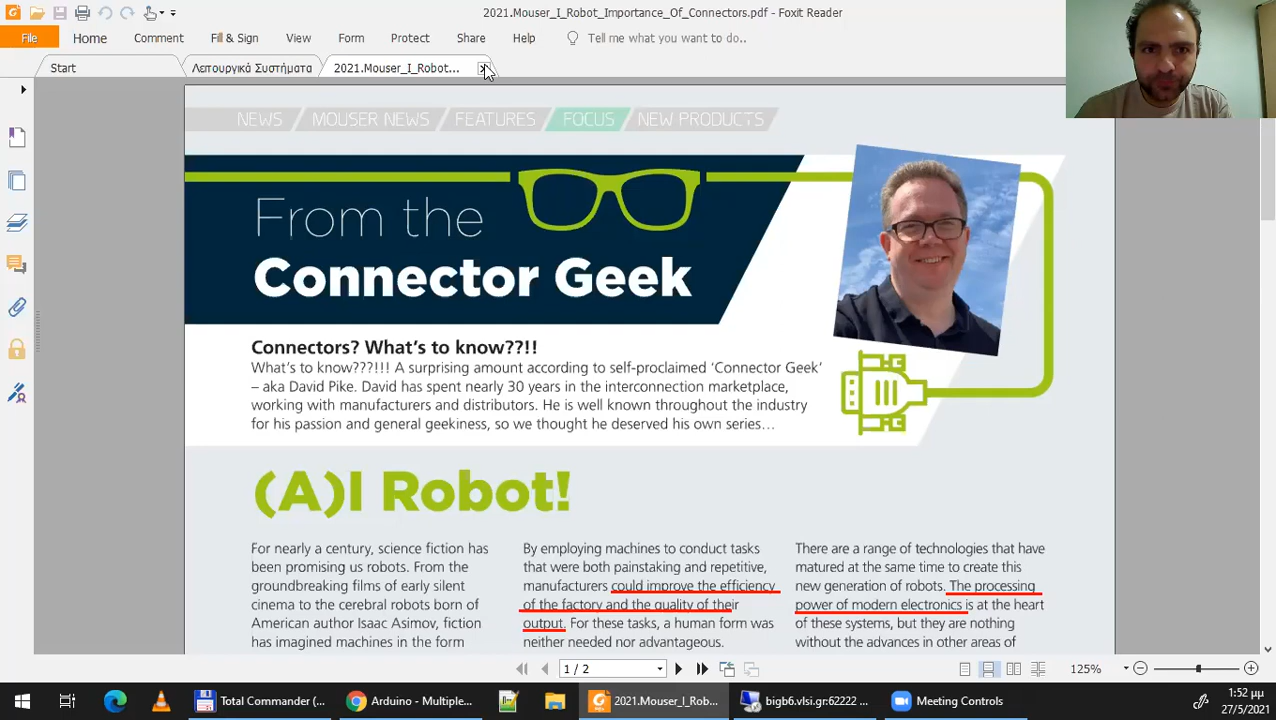 2021.Mouser_I_Robot_Importance_Of_Connectors.pdf - Foxit Reader
File Home Comment Fill & Sign View Form Protect Share Help Tell me what you want to do..
Start Λειτουργικά Συστήματα 2021.Mouser_I_Robot...
NEWS MOUSER NEWS FEATURES FOCUS NEW PRODUCTS
From the
Connector Geek
Connectors? What's to know??!!
What's to know???!!! A surprising amount according to self-proclaimed 'Connector Geek'
– aka David Pike. David has spent nearly 30 years in the interconnection marketplace,
working with manufacturers and distributors. He is well known throughout the industry
for his passion and general geekiness, so we thought he deserved his own series…
(A)I Robot!
For nearly a century, science fiction has
been promising us robots. From the
groundbreaking films of early silent
cinema to the cerebral robots born of
American author Isaac Asimov, fiction
has imagined machines in the form
By employing machines to conduct tasks
that were both painstaking and repetitive,
manufacturers could improve the efficiency
of the factory and the quality of their
output. For these tasks, a human form was
neither needed nor advantageous.
There are a range of technologies that have
matured at the same time to create this
new generation of robots. The processing
power of modern electronics is at the heart
of these systems, but they are nothing
without the advances in other areas of
1 / 2 125%
Total Commander (... Arduino - Multiple... 2021.Mouser_I_Rob... bigb6.vlsi.gr:62222 ... Meeting Controls
1:52 μμ
27/5/2021